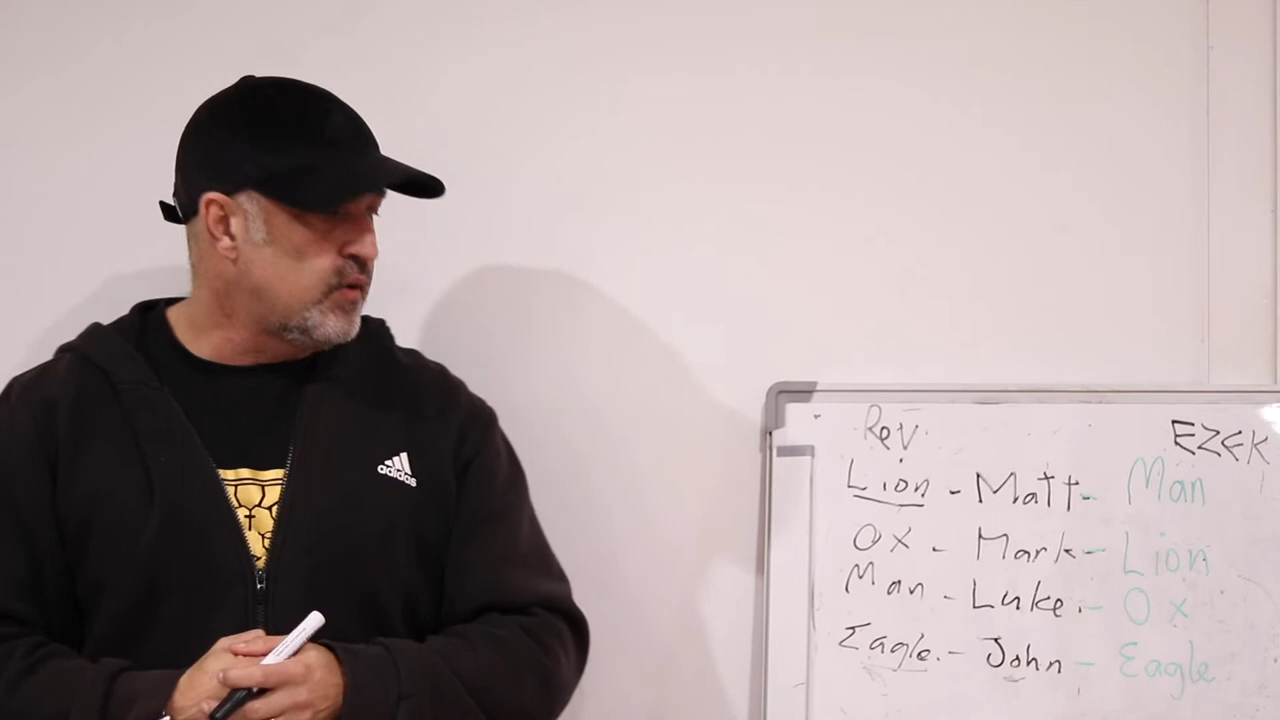 adidas
Rev. EZEK
Lion - Matt - Man
OX - Mark - Lion
Man - Luke. - Ox
Eagle. - John - Eagle